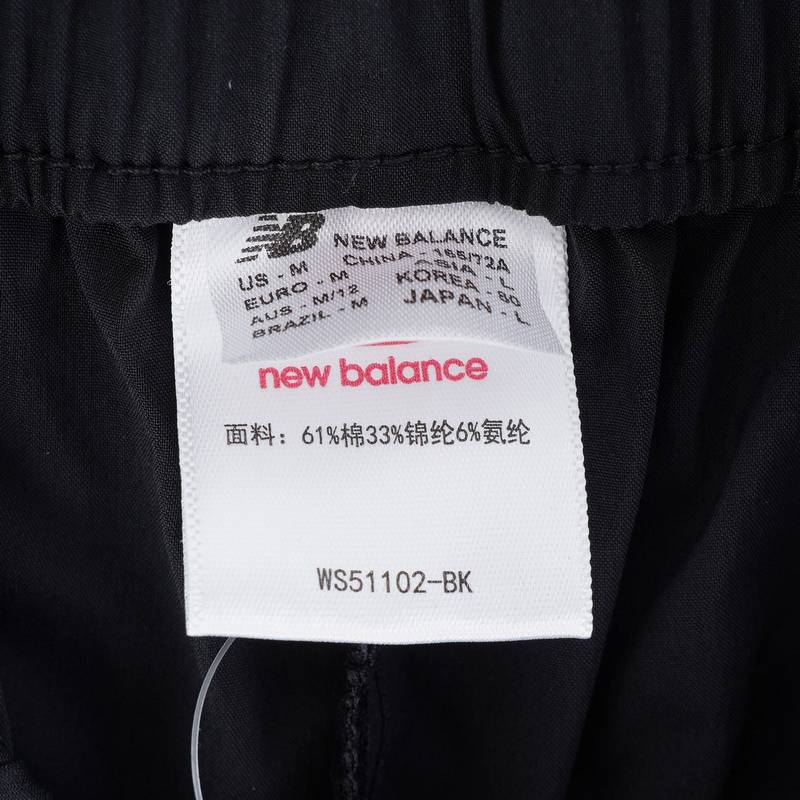 NB NEW BALANCE
US - M CHINA - 165/72A
EURO - M ASIA - L
AUS - M/12 KOREA - 80
BRAZIL - M JAPAN - L
new balance
面料：61%棉33%锦纶6%氨纶
WS51102-BK